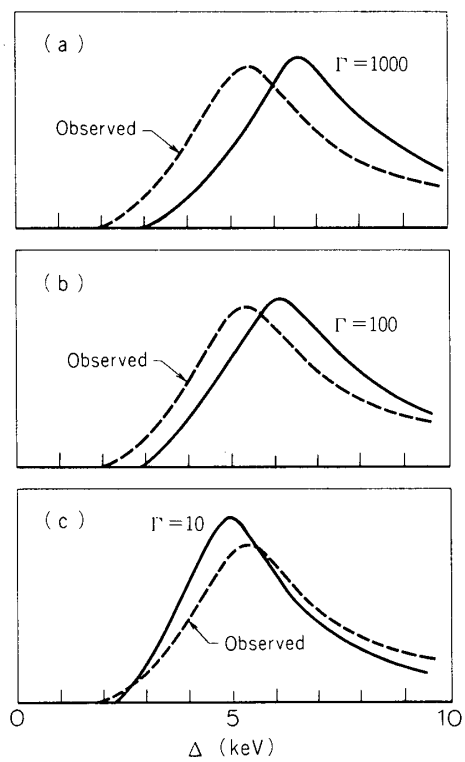 ( a )
Γ = 1000
Observed
( b )
Γ = 100
Observed
( c )
Γ = 10
Observed
0 5 10
Δ (keV)